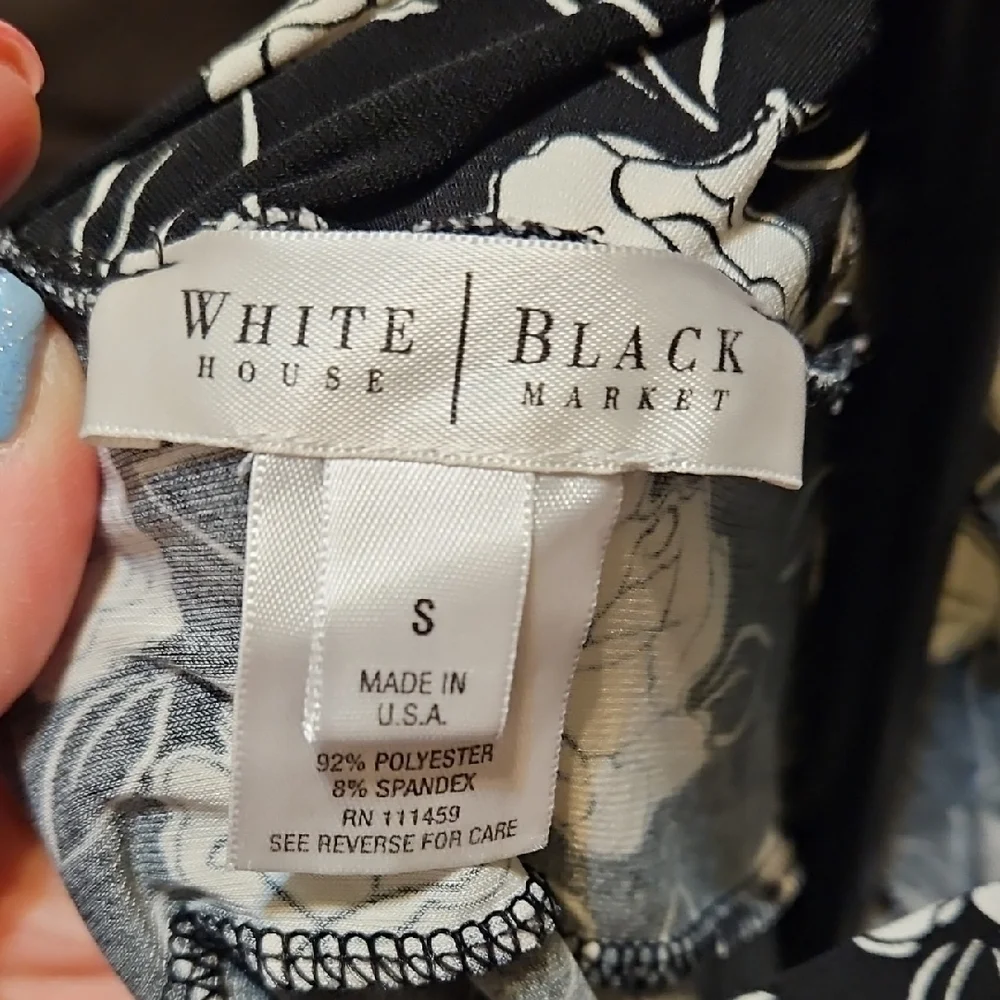 WHITE | BLACK
HOUSE MARKET
S
MADE IN
U.S.A.
92% POLYESTER
8% SPANDEX
RN 111459
SEE REVERSE FOR CARE